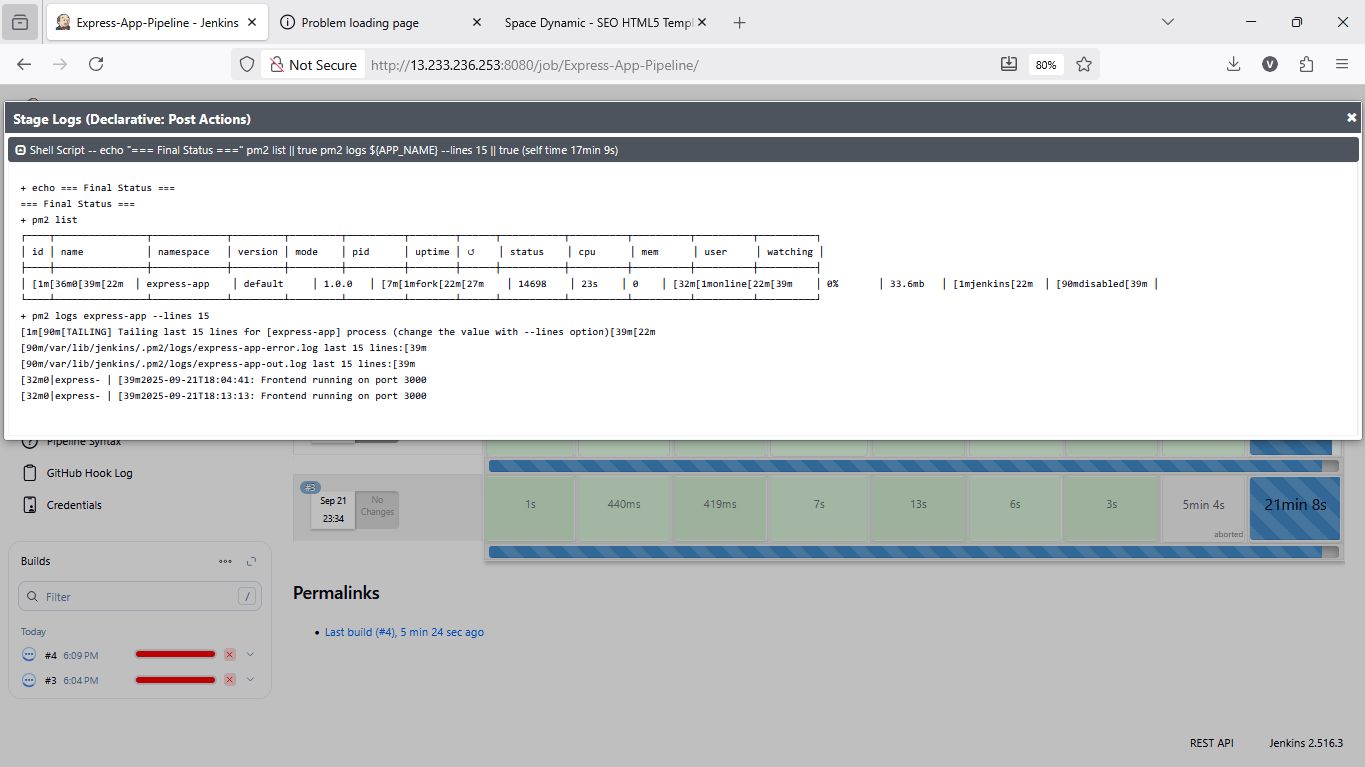 Express-App-Pipeline - Jenkins
Problem loading page
Space Dynamic - SEO HTML5 Templ
Not Secure
http://13.233.236.253:8080/job/Express-App-Pipeline/
80%
V
Stage Logs (Declarative: Post Actions)
Shell Script -- echo "=== Final Status ===" pm2 list || true pm2 logs ${APP_NAME} --lines 15 || true (self time 17min 9s)
+ echo === Final Status ===
=== Final Status ===
+ pm2 list
│ id │ name │ namespace │ version │ mode │ pid │ uptime │ ↺ │ status │ cpu │ mem │ user │ watching │
│ [1m[36m0[39m[22m │ express-app │ default │ 1.0.0 │ [7m[1mfork[22m[27m │ 14698 │ 23s │ 0 │ [32m[1monline[22m[39m │ 0% │ 33.6mb │ [1mjenkins[22m │ [90mdisabled[39m │
+ pm2 logs express-app --lines 15
[1m[90m[TAILING] Tailing last 15 lines for [express-app] process (change the value with --lines option)[39m[22m
[90m/var/lib/jenkins/.pm2/logs/express-app-error.log last 15 lines:[39m
[90m/var/lib/jenkins/.pm2/logs/express-app-out.log last 15 lines:[39m
[32m0|express- | [39m2025-09-21T18:04:41: Frontend running on port 3000
[32m0|express- | [39m2025-09-21T18:13:13: Frontend running on port 3000
Pipeline Syntax
GitHub Hook Log
Credentials
#3
Sep 21
23:34
No
Changes
1s
440ms
419ms
7s
13s
6s
3s
5min 4s
aborted
21min 8s
Builds
Filter
/
Today
#4 6:09 PM
#3 6:04 PM
Permalinks
• Last build (#4), 5 min 24 sec ago
REST API
Jenkins 2.516.3